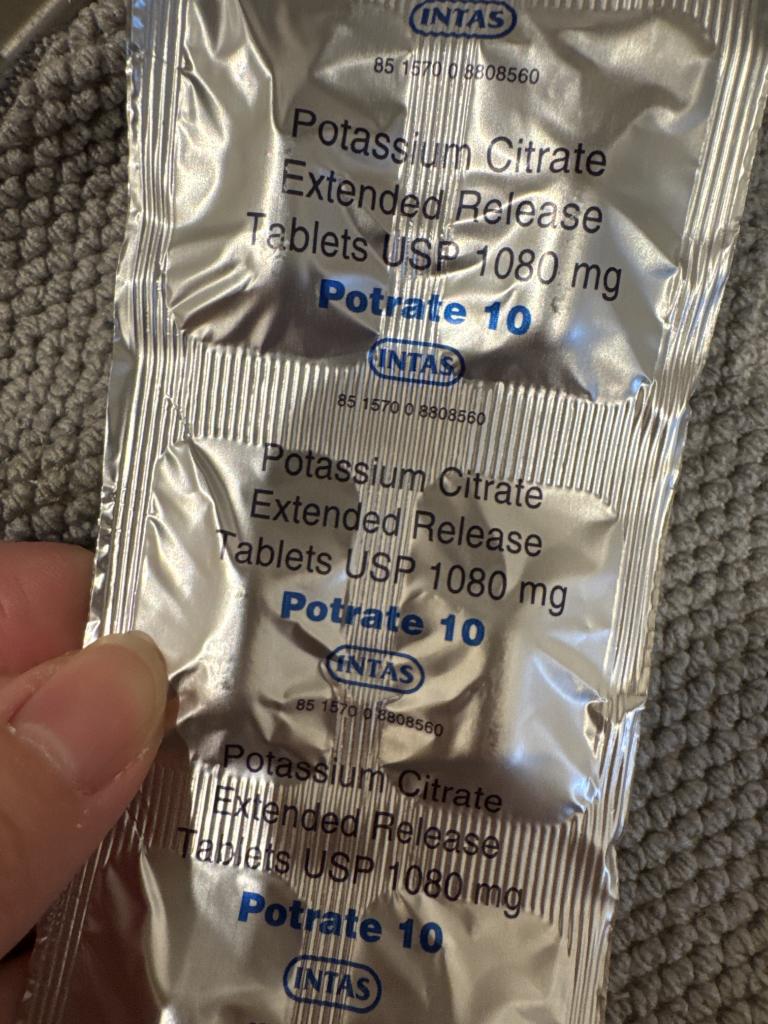 INTAS
85 1570 0 8808560
Potassium Citrate
Extended Release
Tablets USP 1080 mg
Potrate 10
INTAS
85 1570 0 8808560
Potassium Citrate
Extended Release
Tablets USP 1080 mg
Potrate 10
INTAS
85 1570 0 8808560
Potassium Citrate
Extended Release
Tablets USP 1080 mg
Potrate 10
INTAS